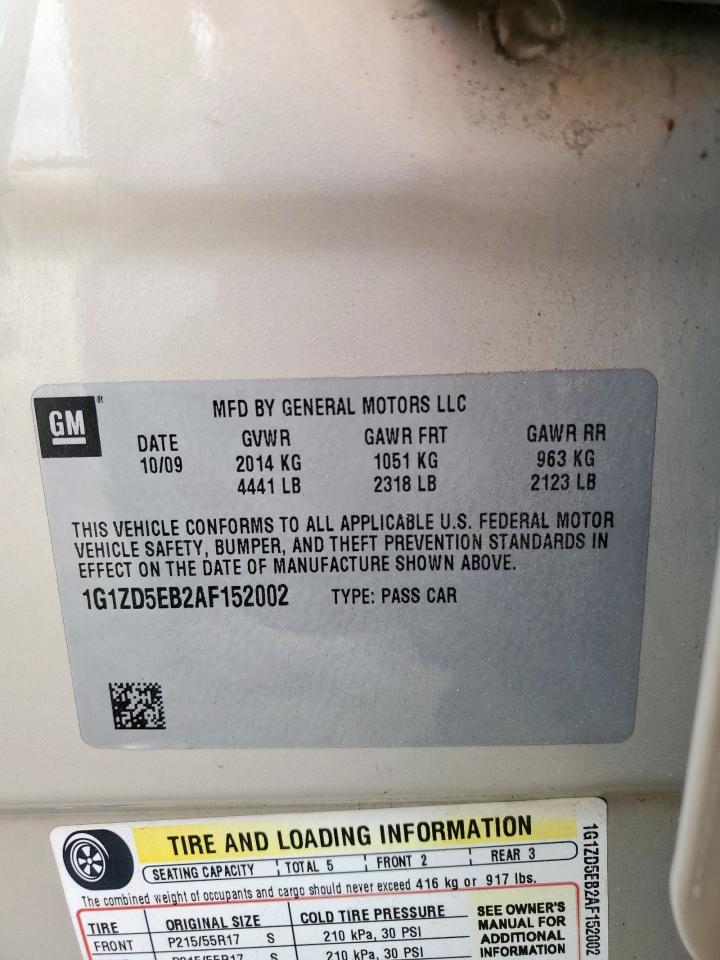 GM ®
MFD BY GENERAL MOTORS LLC
DATE GVWR GAWR FRT GAWR RR
10/09 2014 KG 1051 KG 963 KG
4441 LB 2318 LB 2123 LB
THIS VEHICLE CONFORMS TO ALL APPLICABLE U.S. FEDERAL MOTOR
VEHICLE SAFETY, BUMPER, AND THEFT PREVENTION STANDARDS IN
EFFECT ON THE DATE OF MANUFACTURE SHOWN ABOVE.
1G1ZD5EB2AF152002 TYPE: PASS CAR
TIRE AND LOADING INFORMATION
SEATING CAPACITY TOTAL 5 FRONT 2 REAR 3
The combined weight of occupants and cargo should never exceed 416 kg or 917 lbs.
TIRE ORIGINAL SIZE COLD TIRE PRESSURE
FRONT P215/55R17 S 210 kPa, 30 PSI
P215/55R17 S 210 kPa, 30 PSI
SEE OWNER'S
MANUAL FOR
ADDITIONAL
INFORMATION
1G1ZD5EB2AF152002